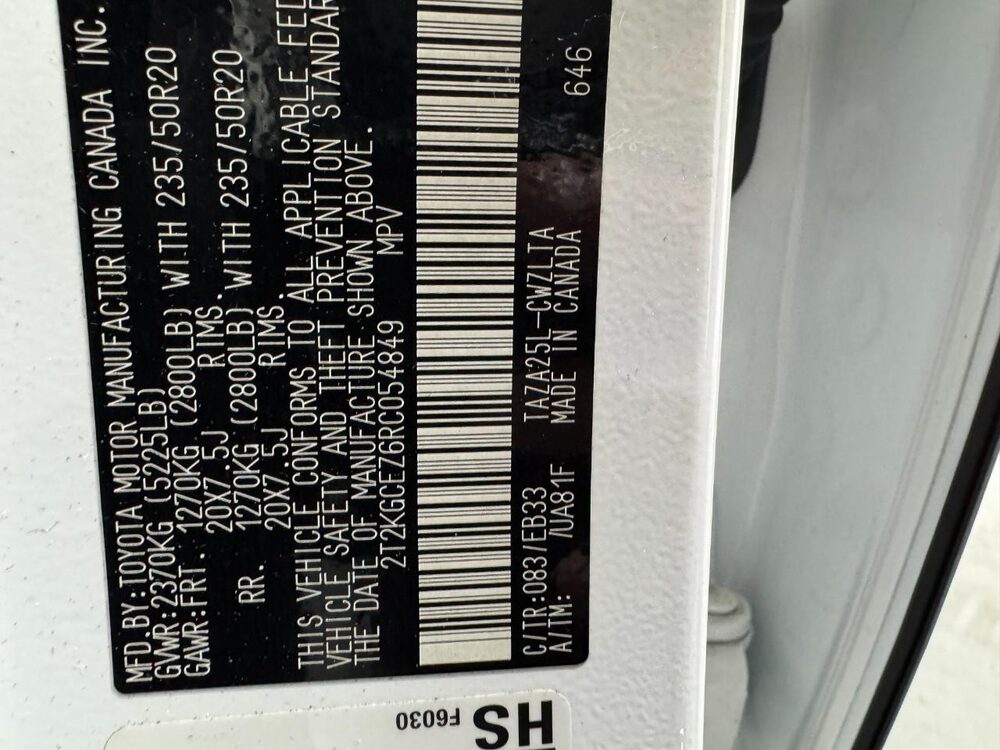 MFD.BY:TOYOTA MOTOR MANUFACTURING CANADA INC.
GVWR:2370KG(5225LB)
GAWR:FRT. 1270KG (2800LB) WITH 235/50R20
20X7.5J RIMS.
RR. 1270KG (2800LB) WITH 235/50R20
20X7.5J RIMS.
THIS VEHICLE CONFORMS TO ALL APPLICABLE FED
VEHICLE SAFETY AND THEFT PREVENTION STANDAR
THE DATE OF MANUFACTURE SHOWN ABOVE.
2T2KGCEZ6RC054849 MPV
C/TR:083/EB33 TAZA25L-CWZLTA 646
A/TM: /UA81F MADE IN CANADA
HS
F6030